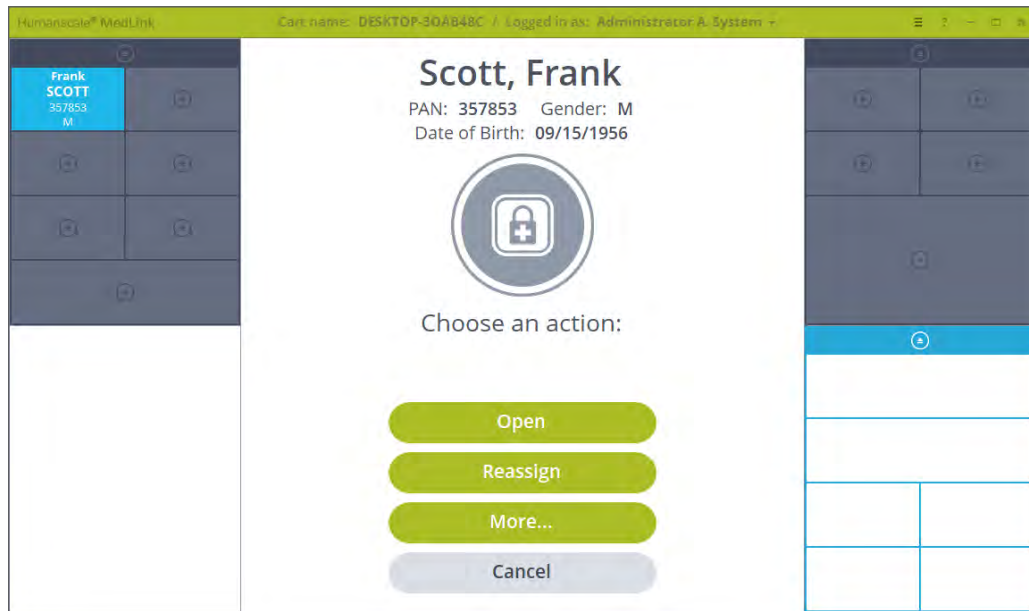 Humanscale® MedLink
Cart name: DESKTOP-3OAB48C / Logged in as: Administrator A. System
Frank
SCOTT
357853
M
Scott, Frank
PAN: 357853 Gender: M
Date of Birth: 09/15/1956
Choose an action:
Open
Reassign
More...
Cancel